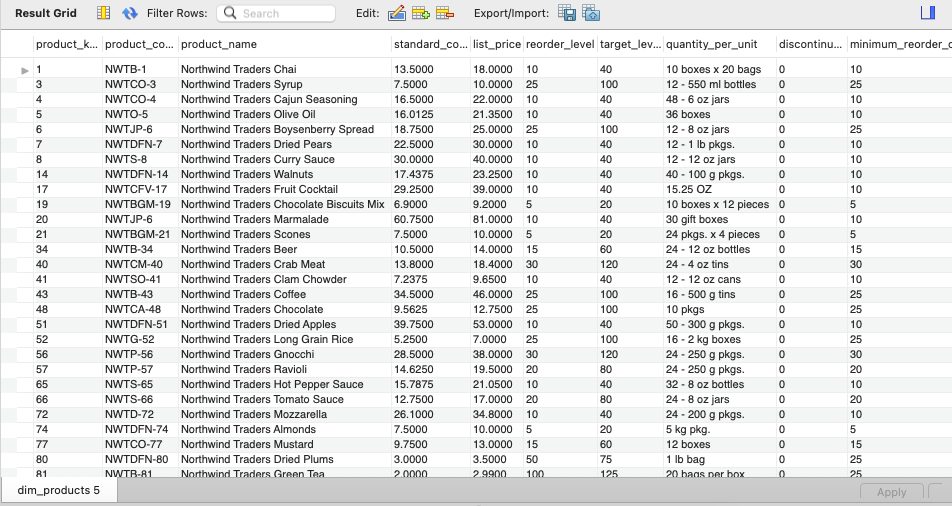 Result Grid Filter Rows: Search Edit: Export/Import:
product_k... product_co... product_name standard_co... list_price reorder_level target_lev... quantity_per_unit discontinu... minimum_reorder_
1 NWTB-1 Northwind Traders Chai 13.5000 18.0000 10 40 10 boxes x 20 bags 0 10
3 NWTCO-3 Northwind Traders Syrup 7.5000 10.0000 25 100 12 - 550 ml bottles 0 25
4 NWTCO-4 Northwind Traders Cajun Seasoning 16.5000 22.0000 10 40 48 - 6 oz jars 0 10
5 NWTO-5 Northwind Traders Olive Oil 16.0125 21.3500 10 40 36 boxes 0 10
6 NWTJP-6 Northwind Traders Boysenberry Spread 18.7500 25.0000 25 100 12 - 8 oz jars 0 25
7 NWTDFN-7 Northwind Traders Dried Pears 22.5000 30.0000 10 40 12 - 1 lb pkgs. 0 10
8 NWTS-8 Northwind Traders Curry Sauce 30.0000 40.0000 10 40 12 - 12 oz jars 0 10
14 NWTDFN-14 Northwind Traders Walnuts 17.4375 23.2500 10 40 40 - 100 g pkgs. 0 10
17 NWTCFV-17 Northwind Traders Fruit Cocktail 29.2500 39.0000 10 40 15.25 OZ 0 10
19 NWTBGM-19 Northwind Traders Chocolate Biscuits Mix 6.9000 9.2000 5 20 10 boxes x 12 pieces 0 5
20 NWTJP-6 Northwind Traders Marmalade 60.7500 81.0000 10 40 30 gift boxes 0 10
21 NWTBGM-21 Northwind Traders Scones 7.5000 10.0000 5 20 24 pkgs. x 4 pieces 0 5
34 NWTB-34 Northwind Traders Beer 10.5000 14.0000 15 60 24 - 12 oz bottles 0 15
40 NWTCM-40 Northwind Traders Crab Meat 13.8000 18.4000 30 120 24 - 4 oz tins 0 30
41 NWTSO-41 Northwind Traders Clam Chowder 7.2375 9.6500 10 40 12 - 12 oz cans 0 10
43 NWTB-43 Northwind Traders Coffee 34.5000 46.0000 25 100 16 - 500 g tins 0 25
48 NWTCA-48 Northwind Traders Chocolate 9.5625 12.7500 25 100 10 pkgs 0 25
51 NWTDFN-51 Northwind Traders Dried Apples 39.7500 53.0000 10 40 50 - 300 g pkgs. 0 10
52 NWTG-52 Northwind Traders Long Grain Rice 5.2500 7.0000 25 100 16 - 2 kg boxes 0 25
56 NWTP-56 Northwind Traders Gnocchi 28.5000 38.0000 30 120 24 - 250 g pkgs. 0 30
57 NWTP-57 Northwind Traders Ravioli 14.6250 19.5000 20 80 24 - 250 g pkgs. 0 20
65 NWTS-65 Northwind Traders Hot Pepper Sauce 15.7875 21.0500 10 40 32 - 8 oz bottles 0 10
66 NWTS-66 Northwind Traders Tomato Sauce 12.7500 17.0000 20 80 24 - 8 oz jars 0 20
72 NWTD-72 Northwind Traders Mozzarella 26.1000 34.8000 10 40 24 - 200 g pkgs. 0 10
74 NWTDFN-74 Northwind Traders Almonds 7.5000 10.0000 5 20 5 kg pkg. 0 5
77 NWTCO-77 Northwind Traders Mustard 9.7500 13.0000 15 60 12 boxes 0 15
80 NWTDFN-80 Northwind Traders Dried Plums 3.0000 3.5000 50 75 1 lb bag 0 25
81 NWTB-81 Northwind Traders Green Tea 2.0000 2.9900 100 125 20 bags per box 0 25
dim_products 5 Apply